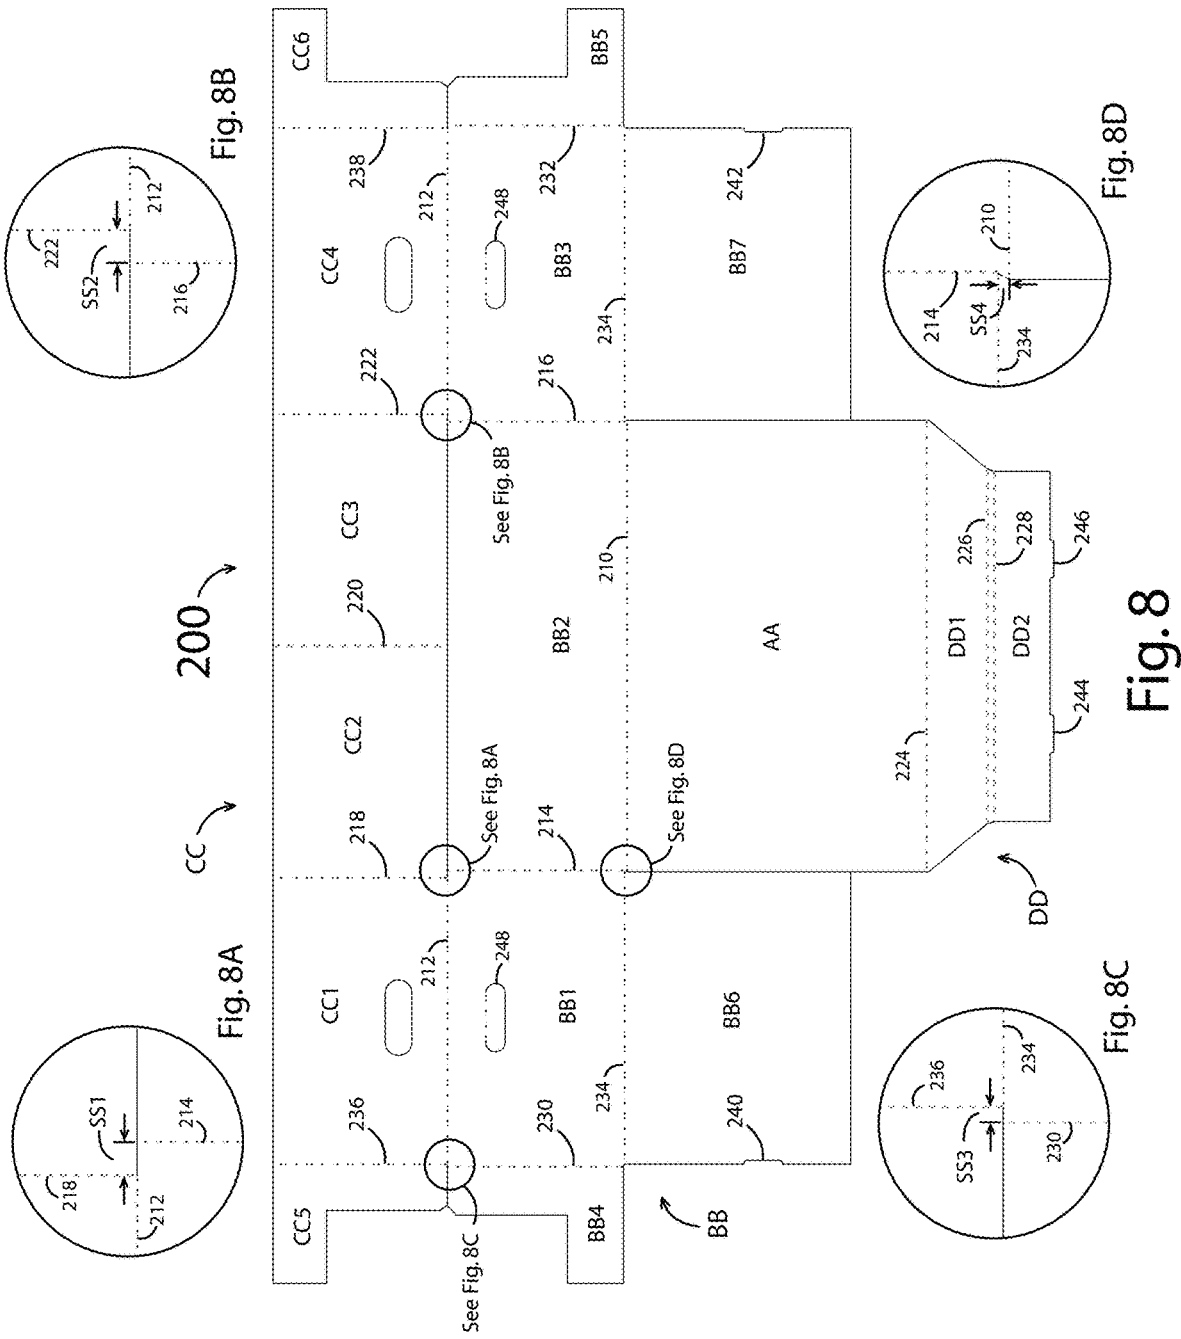 Fig. 8A
SS1
218
214
212
Fig. 8B
222
SS2
212
216
200
CC
CC5
CC1
CC2
CC3
CC4
CC6
236
218
220
222
238
212
212
248
248
See Fig. 8C
See Fig. 8A
See Fig. 8B
230
214
216
232
BB4
BB1
BB2
BB3
BB5
234
210
234
See Fig. 8D
BB
240
BB6
AA
BB7
242
224
DD1
226
DD2
228
DD
244
246
Fig. 8C
236
234
SS3
230
Fig. 8D
214
210
SS4
234
Fig. 8